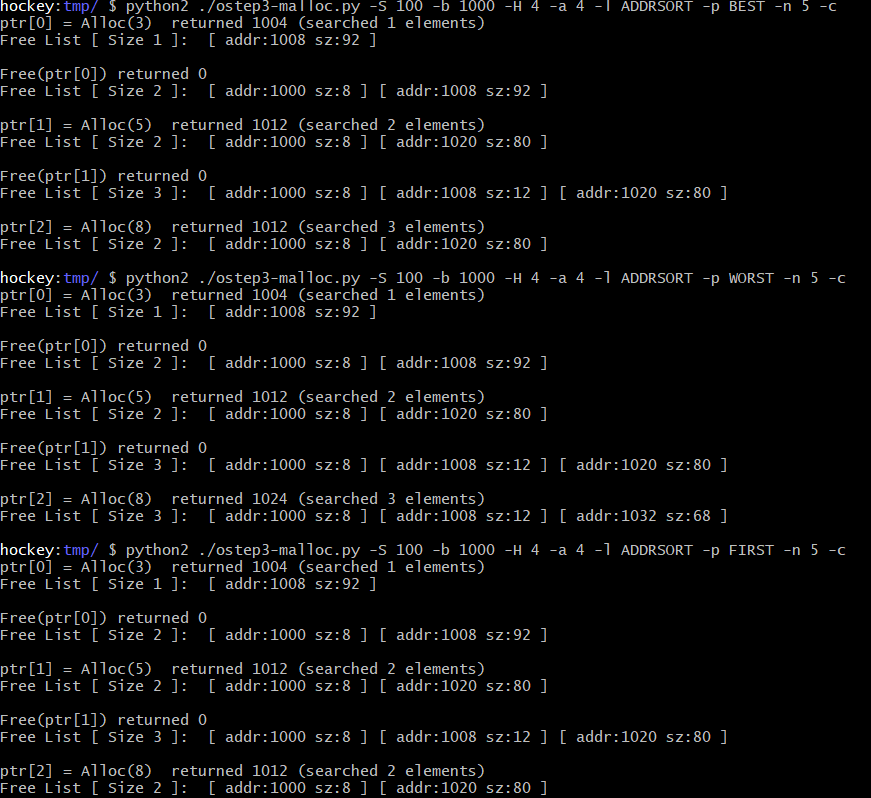 hockey:tmp/ $ python2 ./ostep3-malloc.py -S 100 -b 1000 -H 4 -a 4 -l ADDRSORT -p BEST -n 5 -c
ptr[0] = Alloc(3)  returned 1004 (searched 1 elements)
Free List [ Size 1 ]:  [ addr:1008 sz:92 ]
Free(ptr[0]) returned 0
Free List [ Size 2 ]:  [ addr:1000 sz:8 ] [ addr:1008 sz:92 ]
ptr[1] = Alloc(5)  returned 1012 (searched 2 elements)
Free List [ Size 2 ]:  [ addr:1000 sz:8 ] [ addr:1020 sz:80 ]
Free(ptr[1]) returned 0
Free List [ Size 3 ]:  [ addr:1000 sz:8 ] [ addr:1008 sz:12 ] [ addr:1020 sz:80 ]
ptr[2] = Alloc(8)  returned 1012 (searched 3 elements)
Free List [ Size 2 ]:  [ addr:1000 sz:8 ] [ addr:1020 sz:80 ]
hockey:tmp/ $ python2 ./ostep3-malloc.py -S 100 -b 1000 -H 4 -a 4 -l ADDRSORT -p WORST -n 5 -c
ptr[0] = Alloc(3)  returned 1004 (searched 1 elements)
Free List [ Size 1 ]:  [ addr:1008 sz:92 ]
Free(ptr[0]) returned 0
Free List [ Size 2 ]:  [ addr:1000 sz:8 ] [ addr:1008 sz:92 ]
ptr[1] = Alloc(5)  returned 1012 (searched 2 elements)
Free List [ Size 2 ]:  [ addr:1000 sz:8 ] [ addr:1020 sz:80 ]
Free(ptr[1]) returned 0
Free List [ Size 3 ]:  [ addr:1000 sz:8 ] [ addr:1008 sz:12 ] [ addr:1020 sz:80 ]
ptr[2] = Alloc(8)  returned 1024 (searched 3 elements)
Free List [ Size 3 ]:  [ addr:1000 sz:8 ] [ addr:1008 sz:12 ] [ addr:1032 sz:68 ]
hockey:tmp/ $ python2 ./ostep3-malloc.py -S 100 -b 1000 -H 4 -a 4 -l ADDRSORT -p FIRST -n 5 -c
ptr[0] = Alloc(3)  returned 1004 (searched 1 elements)
Free List [ Size 1 ]:  [ addr:1008 sz:92 ]
Free(ptr[0]) returned 0
Free List [ Size 2 ]:  [ addr:1000 sz:8 ] [ addr:1008 sz:92 ]
ptr[1] = Alloc(5)  returned 1012 (searched 2 elements)
Free List [ Size 2 ]:  [ addr:1000 sz:8 ] [ addr:1020 sz:80 ]
Free(ptr[1]) returned 0
Free List [ Size 3 ]:  [ addr:1000 sz:8 ] [ addr:1008 sz:12 ] [ addr:1020 sz:80 ]
ptr[2] = Alloc(8)  returned 1012 (searched 2 elements)
Free List [ Size 2 ]:  [ addr:1000 sz:8 ] [ addr:1020 sz:80 ]